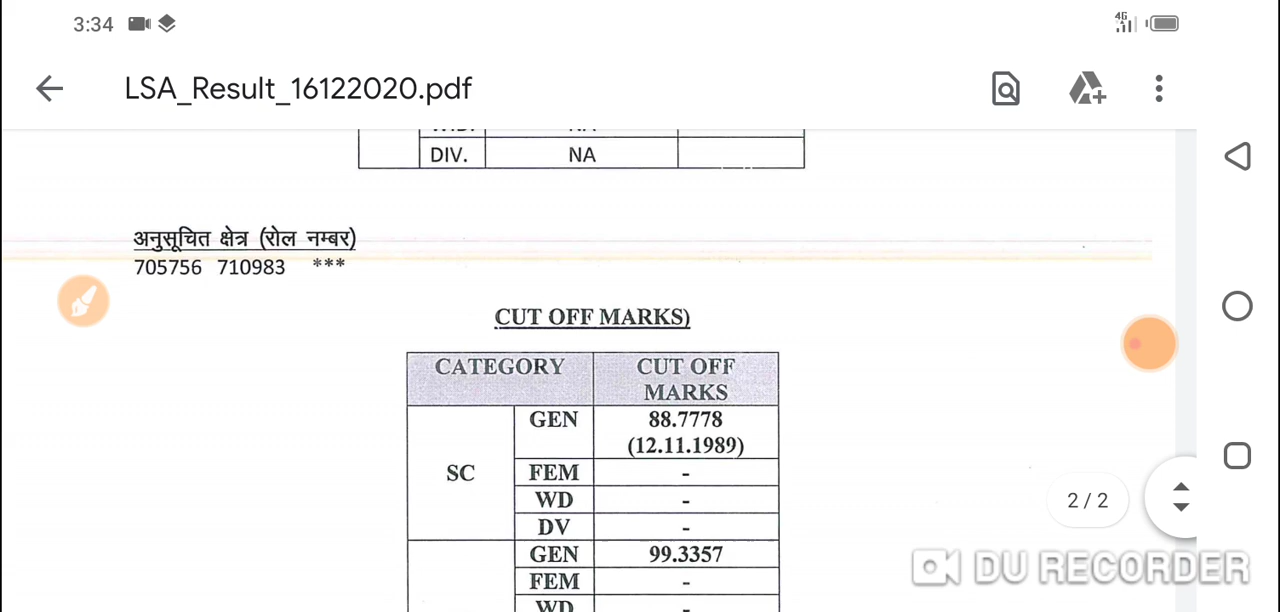 3:34
4G
LSA_Result_16122020.pdf
DIV. NA
अनुसूचित क्षेत्र (रोल नम्बर)
705756 710983 ***
CUT OFF MARKS)
CATEGORY CUT OFF MARKS
SC GEN 88.7778 (12.11.1989)
FEM -
WD -
DV -
GEN 99.3357
FEM -
WD -
2 / 2
DU RECORDER